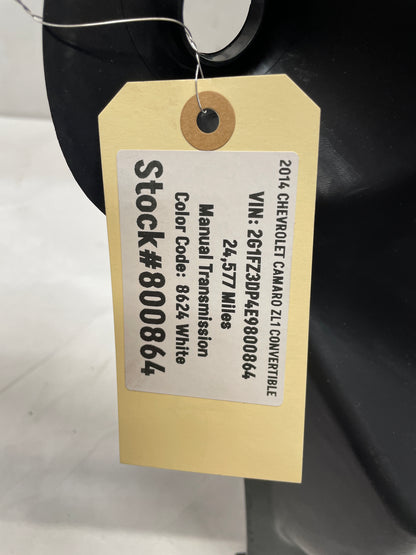 2014 CHEVROLET CAMARO ZL1 CONVERTIBLE
VIN: 2G1FZ3DP4E9800864
24,577 Miles
Manual Transmission
Color Code: 8624 White
Stock#800864